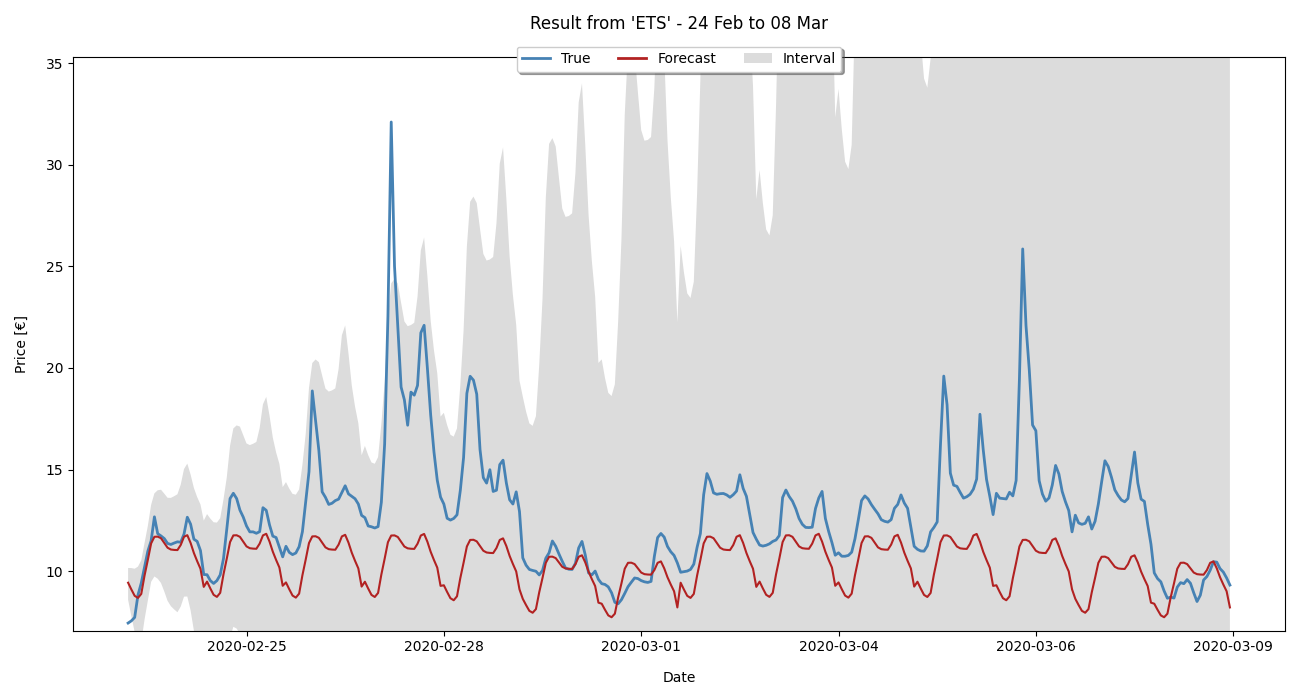 Result from 'ETS' - 24 Feb to 08 Mar
True Forecast Interval
35
30
25
20
15
10
Price [€]
2020-02-25 2020-02-28 2020-03-01 2020-03-04 2020-03-06 2020-03-09
Date